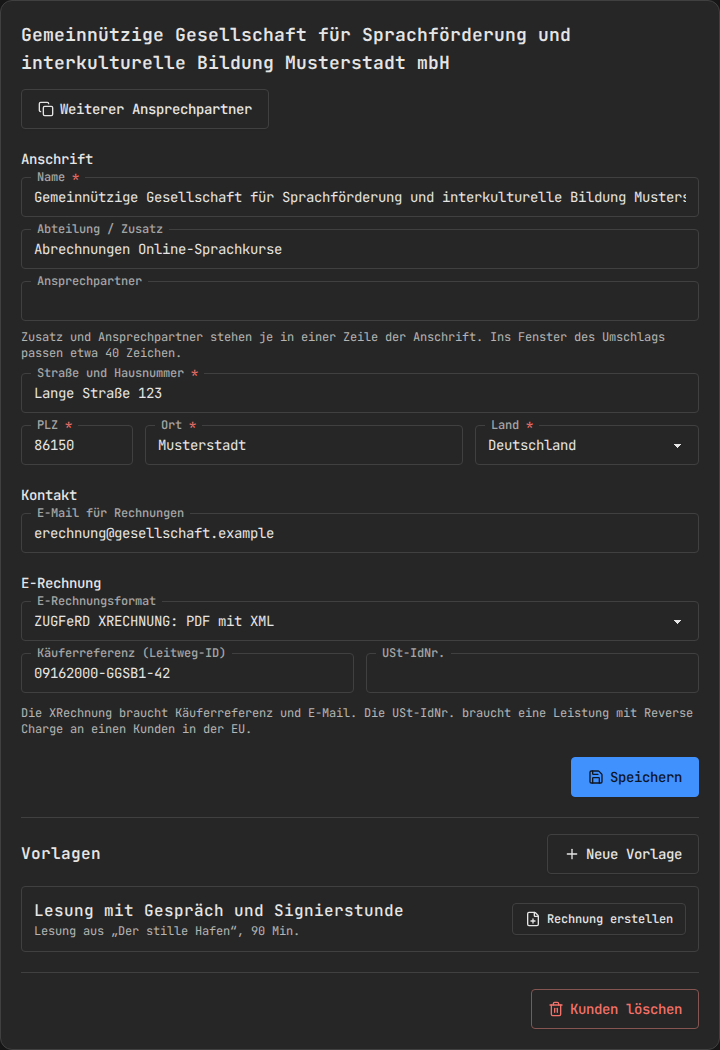 Gemeinnützige Gesellschaft für Sprachförderung und
interkulturelle Bildung Musterstadt mbH
Weiterer Ansprechpartner
Anschrift
Name *
Gemeinnützige Gesellschaft für Sprachförderung und interkulturelle Bildung Musters
Abteilung / Zusatz
Abrechnungen Online-Sprachkurse
Ansprechpartner
Zusatz und Ansprechpartner stehen je in einer Zeile der Anschrift. Ins Fenster des Umschlags
passen etwa 40 Zeichen.
Straße und Hausnummer *
Lange Straße 123
PLZ * Ort * Land *
86150 Musterstadt Deutschland
Kontakt
E-Mail für Rechnungen
erechnung@gesellschaft.example
E-Rechnung
E-Rechnungsformat
ZUGFeRD XRECHNUNG: PDF mit XML
Käuferreferenz (Leitweg-ID) USt-IdNr.
09162000-GGSB1-42
Die XRechnung braucht Käuferreferenz und E-Mail. Die USt-IdNr. braucht eine Leistung mit Reverse
Charge an einen Kunden in der EU.
Speichern
Vorlagen
Neue Vorlage
Lesung mit Gespräch und Signierstunde
Lesung aus „Der stille Hafen“, 90 Min.
Rechnung erstellen
Kunden löschen